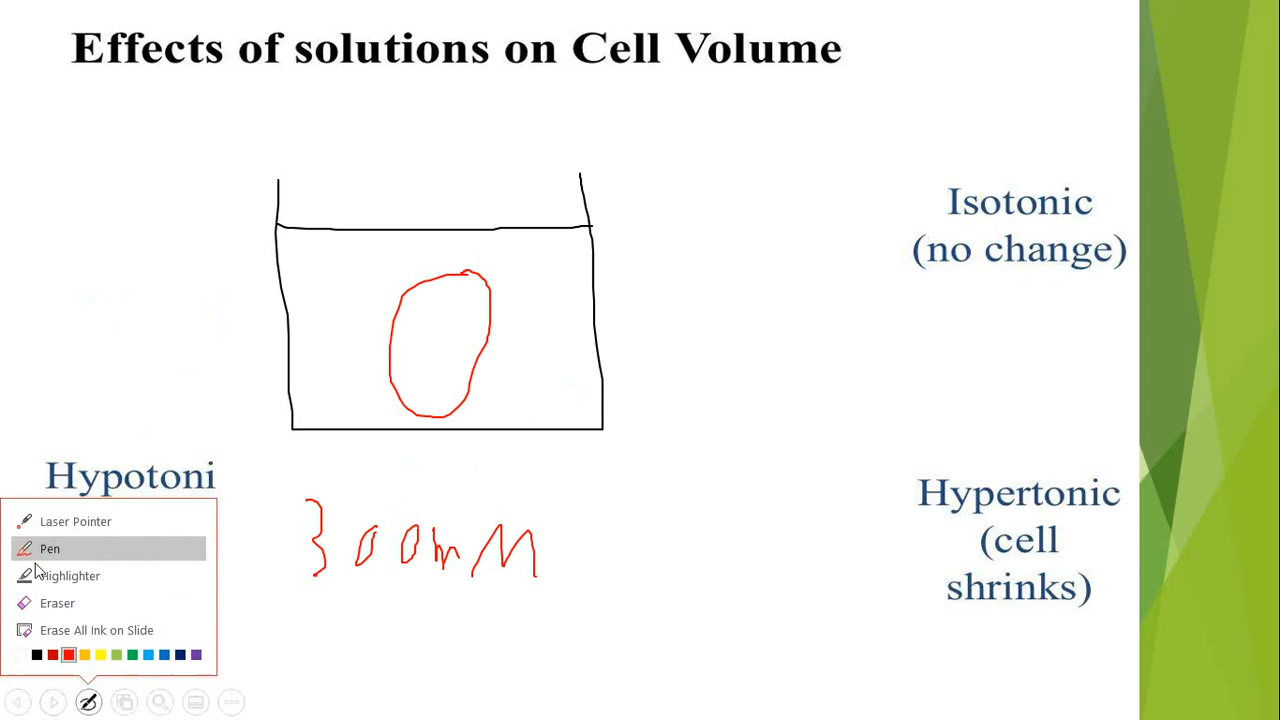 Effects of solutions on Cell Volume
Isotonic
(no change)
Hypotoni
Hypertonic
(cell
shrinks)
300mM
Laser Pointer
Pen
Highlighter
Eraser
Erase All Ink on Slide